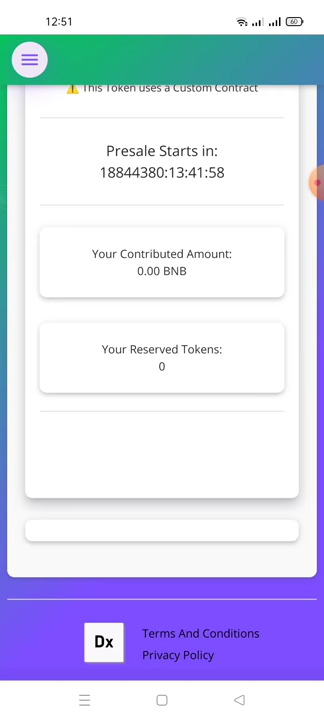 12:51
60
⚠️ This Token uses a Custom Contract
Presale Starts in:
18844380:13:41:58
Your Contributed Amount:
0.00 BNB
Your Reserved Tokens:
0
Dx
Terms And Conditions
Privacy Policy